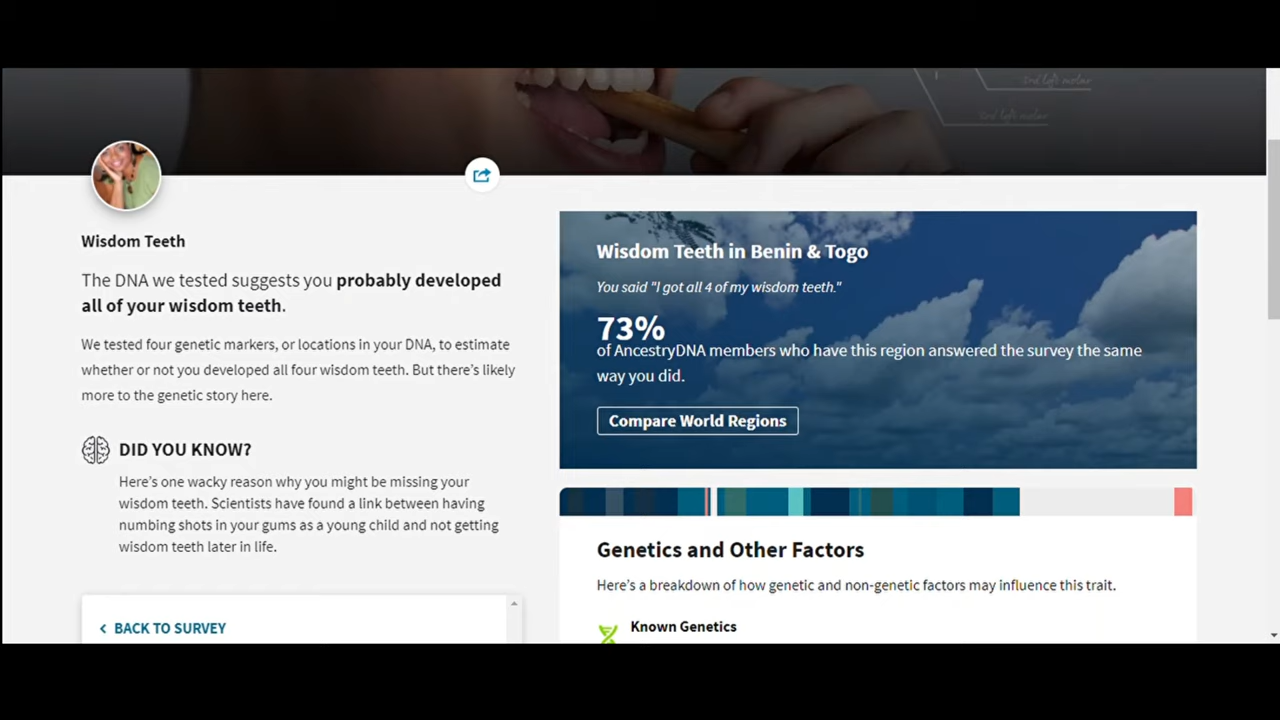 3rd left molar
2rd left molar
Wisdom Teeth
The DNA we tested suggests you probably developed
all of your wisdom teeth.
We tested four genetic markers, or locations in your DNA, to estimate
whether or not you developed all four wisdom teeth. But there's likely
more to the genetic story here.
DID YOU KNOW?
Here's one wacky reason why you might be missing your
wisdom teeth. Scientists have found a link between having
numbing shots in your gums as a young child and not getting
wisdom teeth later in life.
< BACK TO SURVEY
Wisdom Teeth in Benin & Togo
You said "I got all 4 of my wisdom teeth."
73%
of AncestryDNA members who have this region answered the survey the same
way you did.
Compare World Regions
Genetics and Other Factors
Here's a breakdown of how genetic and non-genetic factors may influence this trait.
Known Genetics